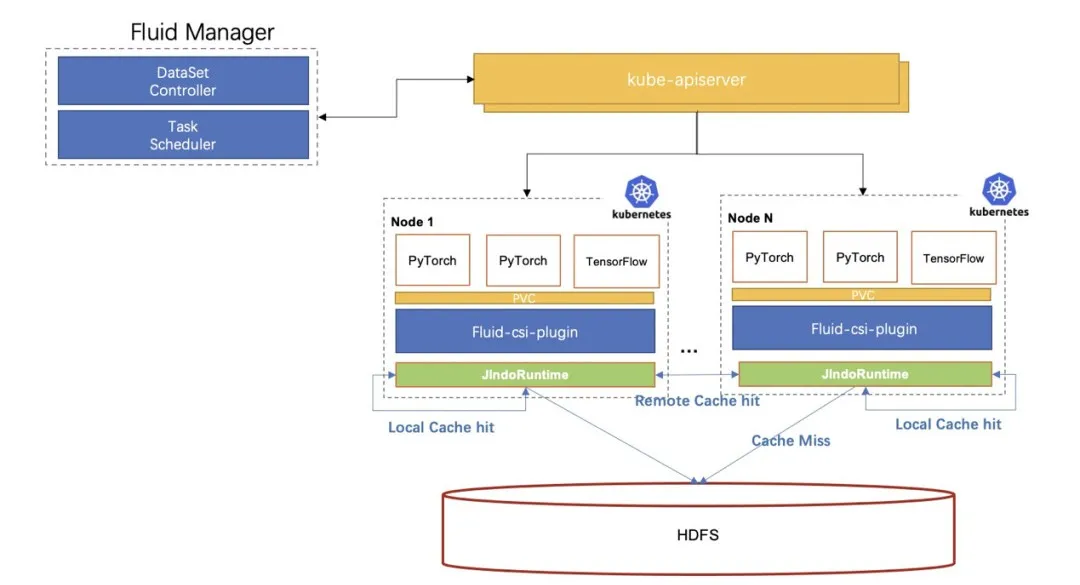 Fluid Manager
DataSet
Controller
Task
Scheduler
kube-apiserver
kubernetes
Node 1
PyTorch
PyTorch
TensorFlow
PVC
Fluid-csi-plugin
JIndoRuntime
Local Cache hit
...
kubernetes
Node N
PyTorch
PyTorch
TensorFlow
PVC
Fluid-csi-plugin
JIndoRuntime
Remote Cache hit
Cache Miss
Local Cache hit
HDFS